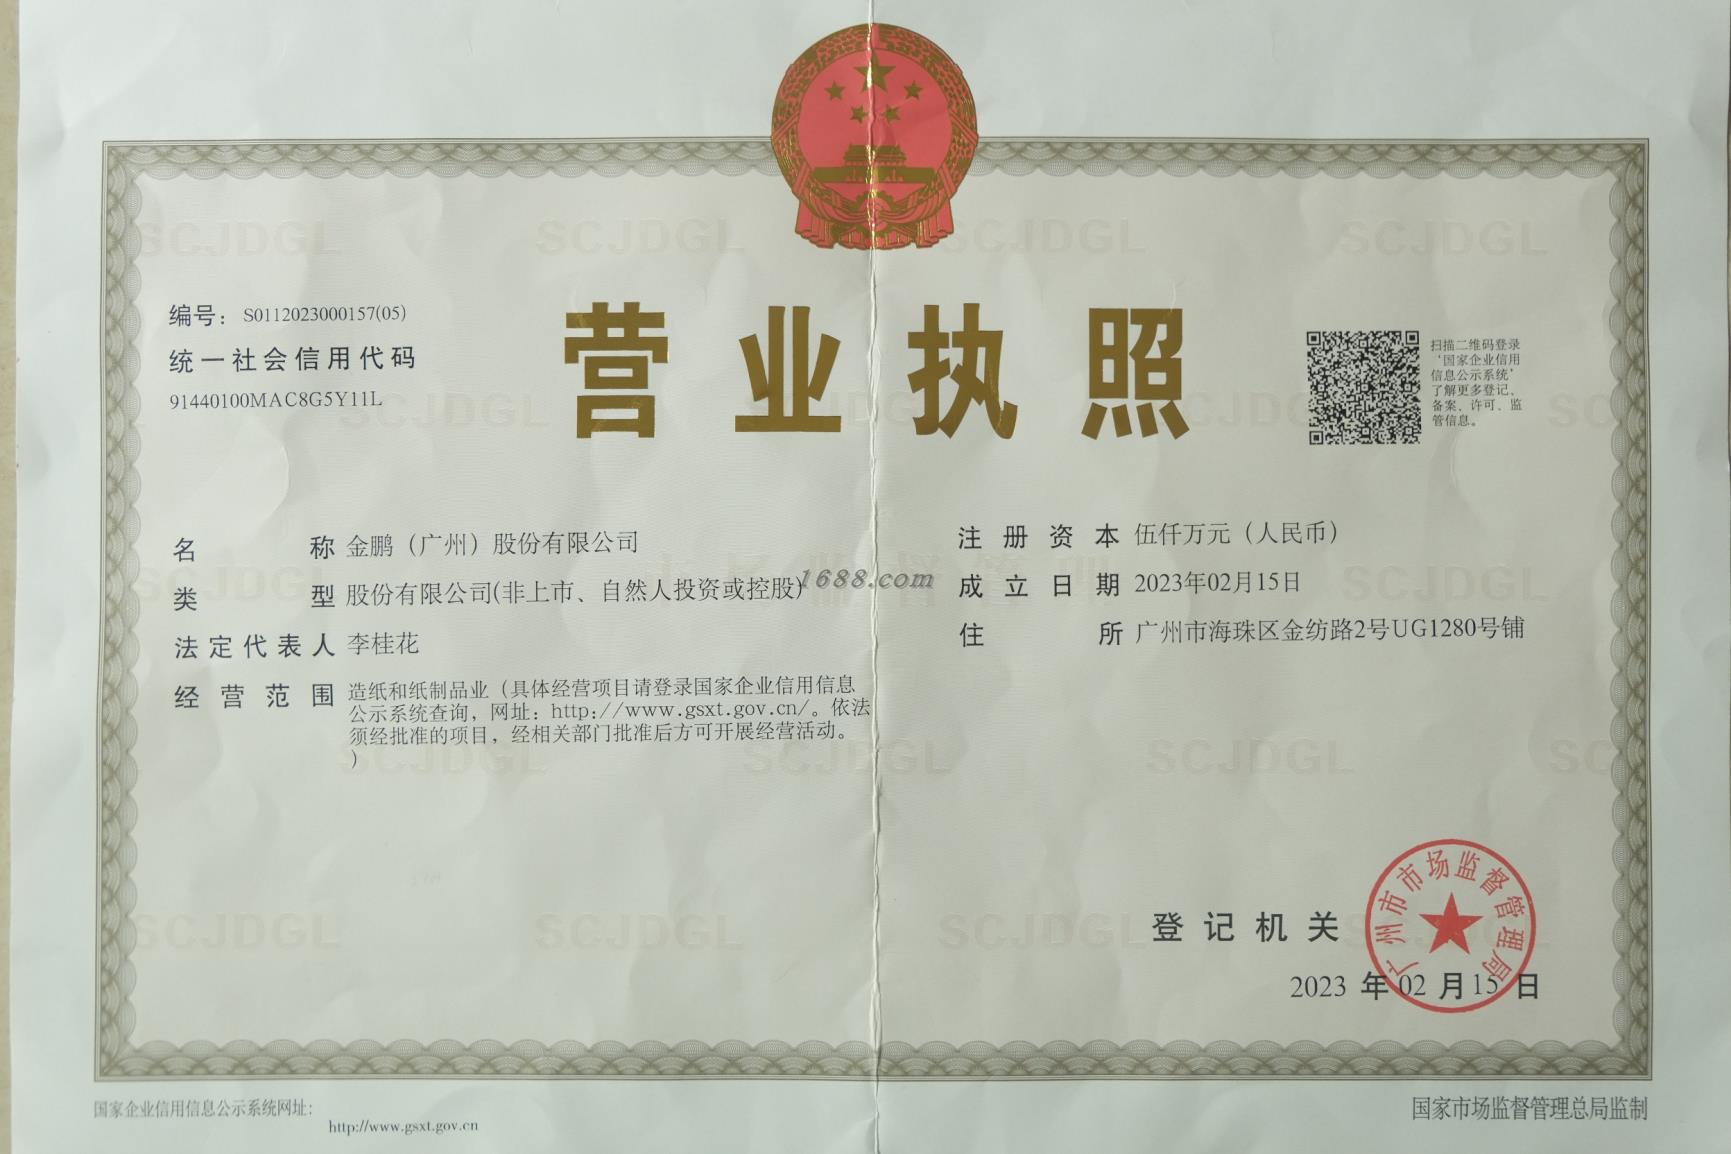 编号: S0112023000157(05)
统一社会信用代码
91440100MAC8G5Y11L
营业执照
扫描二维码登录
‘国家企业信用
信息公示系统’
了解更多登记、
备案、许可、监
管信息。
名称 金鹏（广州）股份有限公司
类型 股份有限公司(非上市、自然人投资或控股)
法定代表人 李桂花
经营范围 造纸和纸制品业（具体经营项目请登录国家企业信用信息
公示系统查询，网址：http://www.gsxt.gov.cn/。依法
须经批准的项目，经相关部门批准后方可开展经营活动。
）
注册资本 伍仟万元（人民币）
成立日期 2023年02月15日
住所 广州市海珠区金纺路2号UG1280号铺
1688.com
SCJDGL
登记机关
广州市市场监督管理局
2023 年 02 月 15 日
国家企业信用信息公示系统网址：
http://www.gsxt.gov.cn
国家市场监督管理总局监制